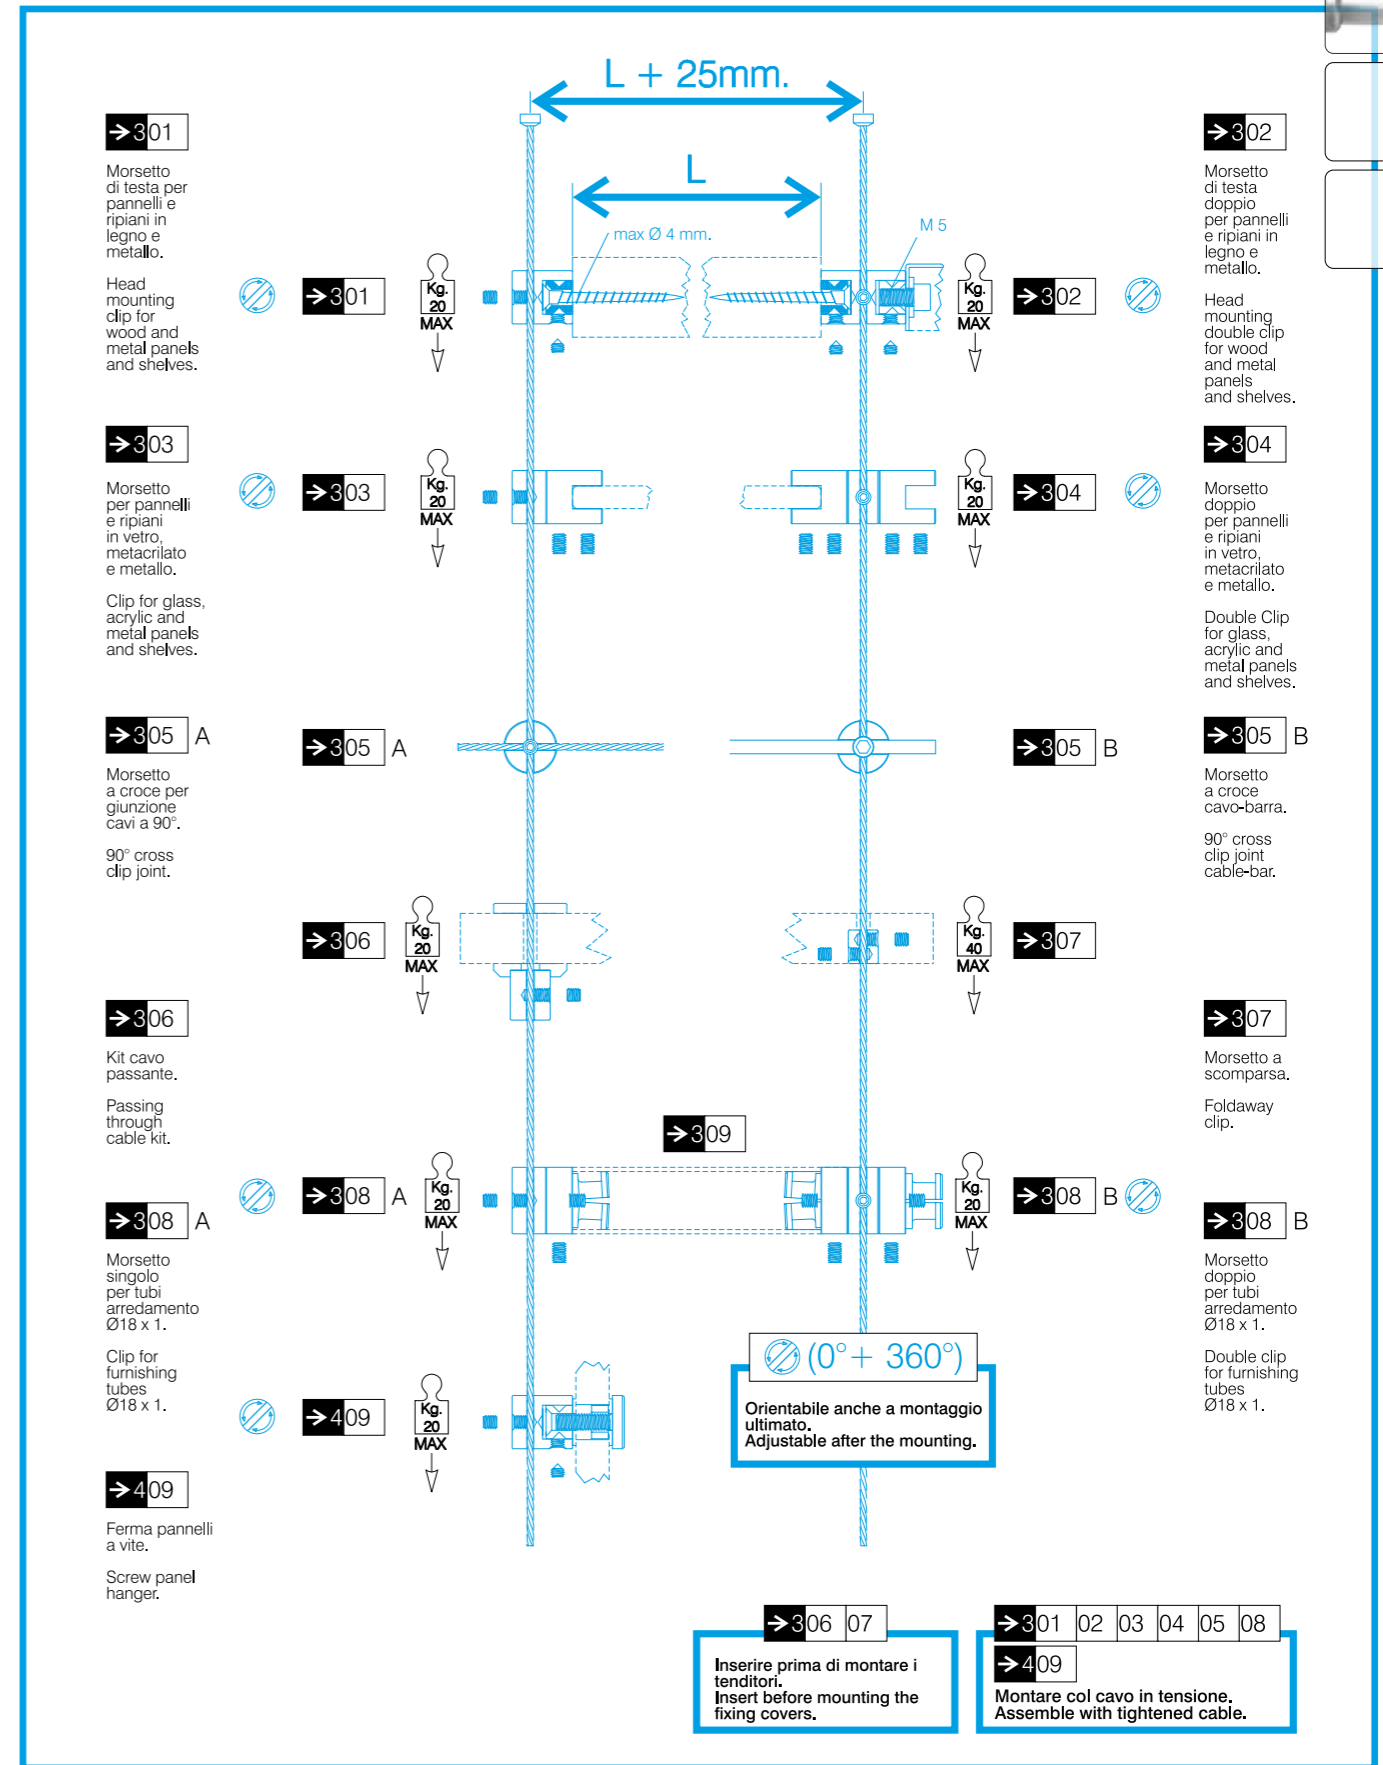 L + 25mm.
L
max Ø 4 mm.
M 5
301
Morsetto
di testa per
pannelli e
ripiani in
legno e
metallo.
Head
mounting
clip for
wood and
metal panels
and shelves.
301
Kg.
20
MAX
Kg.
20
MAX
302
302
Morsetto
di testa
doppio
per pannelli
e ripiani in
legno e
metallo.
Head
mounting
double clip
for wood
and metal
panels
and shelves.
303
Morsetto
per pannelli
e ripiani
in vetro,
metacrilato
e metallo.
Clip for glass,
acrylic and
metal panels
and shelves.
303
Kg.
20
MAX
Kg.
20
MAX
304
304
Morsetto
doppio
per pannelli
e ripiani
in vetro,
metacrilato
e metallo.
Double Clip
for glass,
acrylic and
metal panels
and shelves.
305 A
Morsetto
a croce per
giunzione
cavi a 90°.
90° cross
clip joint.
305 A
305 B
305 B
Morsetto
a croce
cavo-barra.
90° cross
clip joint
cable-bar.
306
Kg.
20
MAX
Kg.
40
MAX
307
306
Kit cavo
passante.
Passing
through
cable kit.
307
Morsetto a
scomparsa.
Foldaway
clip.
309
308 A
Kg.
20
MAX
Kg.
20
MAX
308 B
308 A
Morsetto
singolo
per tubi
arredamento
Ø18 x 1.
Clip for
furnishing
tubes
Ø18 x 1.
308 B
Morsetto
doppio
per tubi
arredamento
Ø18 x 1.
Double clip
for furnishing
tubes
Ø18 x 1.
(0° + 360°)
Orientabile anche a montaggio
ultimato.
Adjustable after the mounting.
409
Kg.
20
MAX
409
Ferma pannelli
a vite.
Screw panel
hanger.
306 07
Inserire prima di montare i
tenditori.
Insert before mounting the
fixing covers.
301 02 03 04 05 08
409
Montare col cavo in tensione.
Assemble with tightened cable.